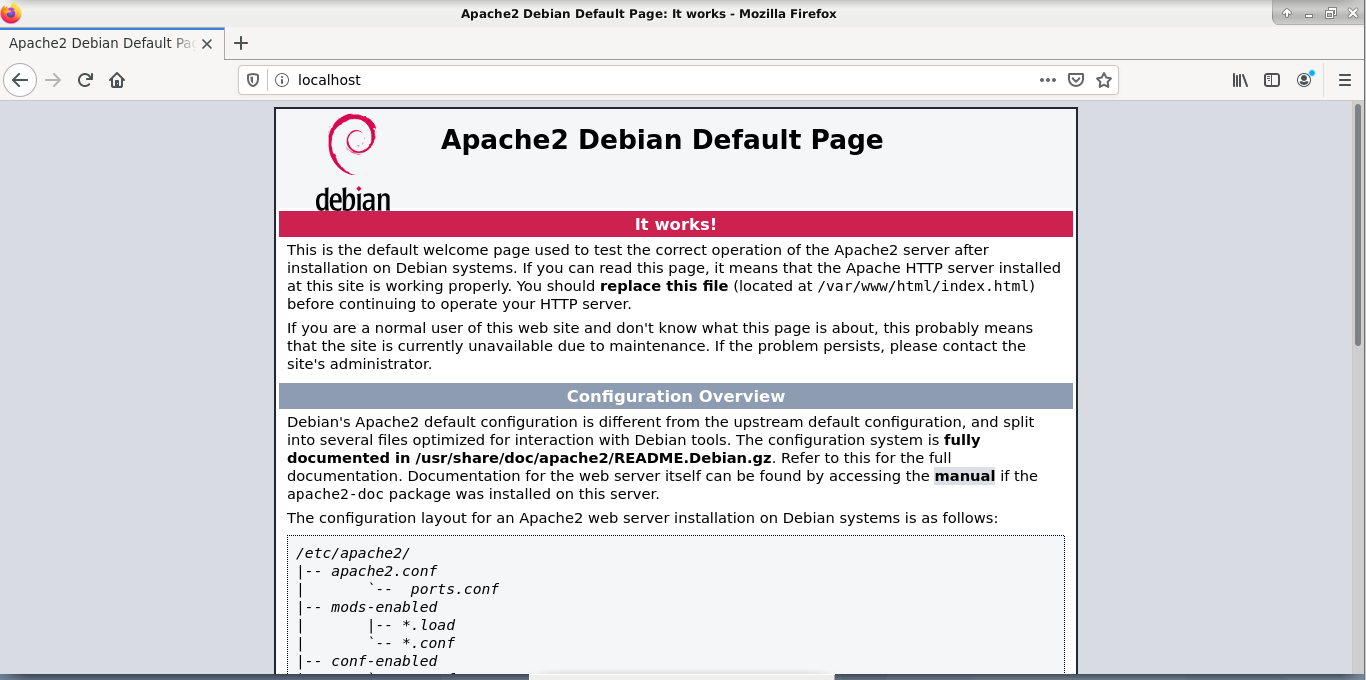 Apache2 Debian Default Page: It works - Mozilla Firefox
Apache2 Debian Default Pa
localhost
debian
Apache2 Debian Default Page
It works!
This is the default welcome page used to test the correct operation of the Apache2 server after
installation on Debian systems. If you can read this page, it means that the Apache HTTP server installed
at this site is working properly. You should replace this file (located at /var/www/html/index.html)
before continuing to operate your HTTP server.
If you are a normal user of this web site and don't know what this page is about, this probably means
that the site is currently unavailable due to maintenance. If the problem persists, please contact the
site's administrator.
Configuration Overview
Debian's Apache2 default configuration is different from the upstream default configuration, and split
into several files optimized for interaction with Debian tools. The configuration system is fully
documented in /usr/share/doc/apache2/README.Debian.gz. Refer to this for the full
documentation. Documentation for the web server itself can be found by accessing the manual if the
apache2-doc package was installed on this server.
The configuration layout for an Apache2 web server installation on Debian systems is as follows:
/etc/apache2/
|-- apache2.conf
|       `--  ports.conf
|-- mods-enabled
|       |-- *.load
|       `-- *.conf
|-- conf-enabled